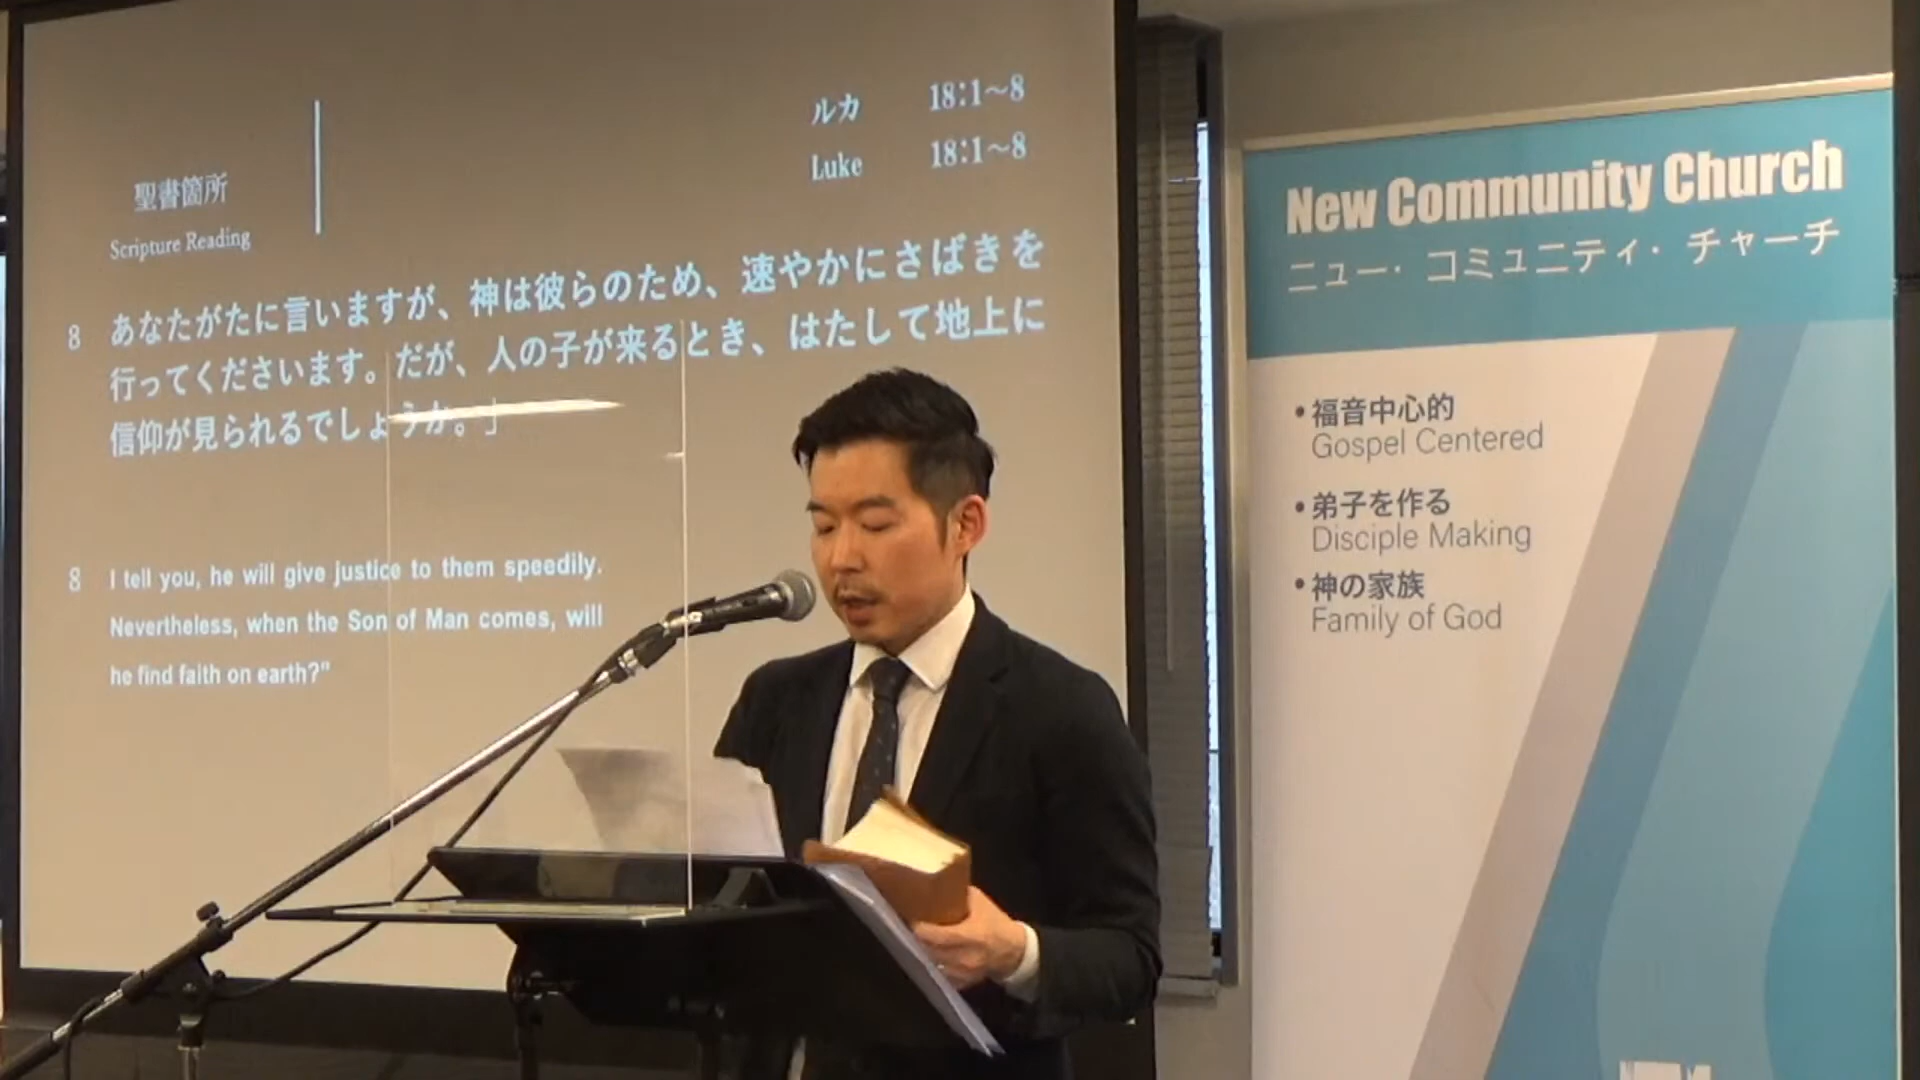 聖書箇所
Scripture Reading
ルカ 18:1〜8
Luke 18:1〜8
8 あなたがたに言いますが、神は彼らのため、速やかにさばきを
行ってくださいます。だが、人の子が来るとき、はたして地上に
信仰が見られるでしょうか。」
8 I tell you, he will give justice to them speedily.
Nevertheless, when the Son of Man comes, will
he find faith on earth?"
New Community Church
ニュー・コミュニティ・チャーチ
•福音中心的
Gospel Centered
•弟子を作る
Disciple Making
•神の家族
Family of God